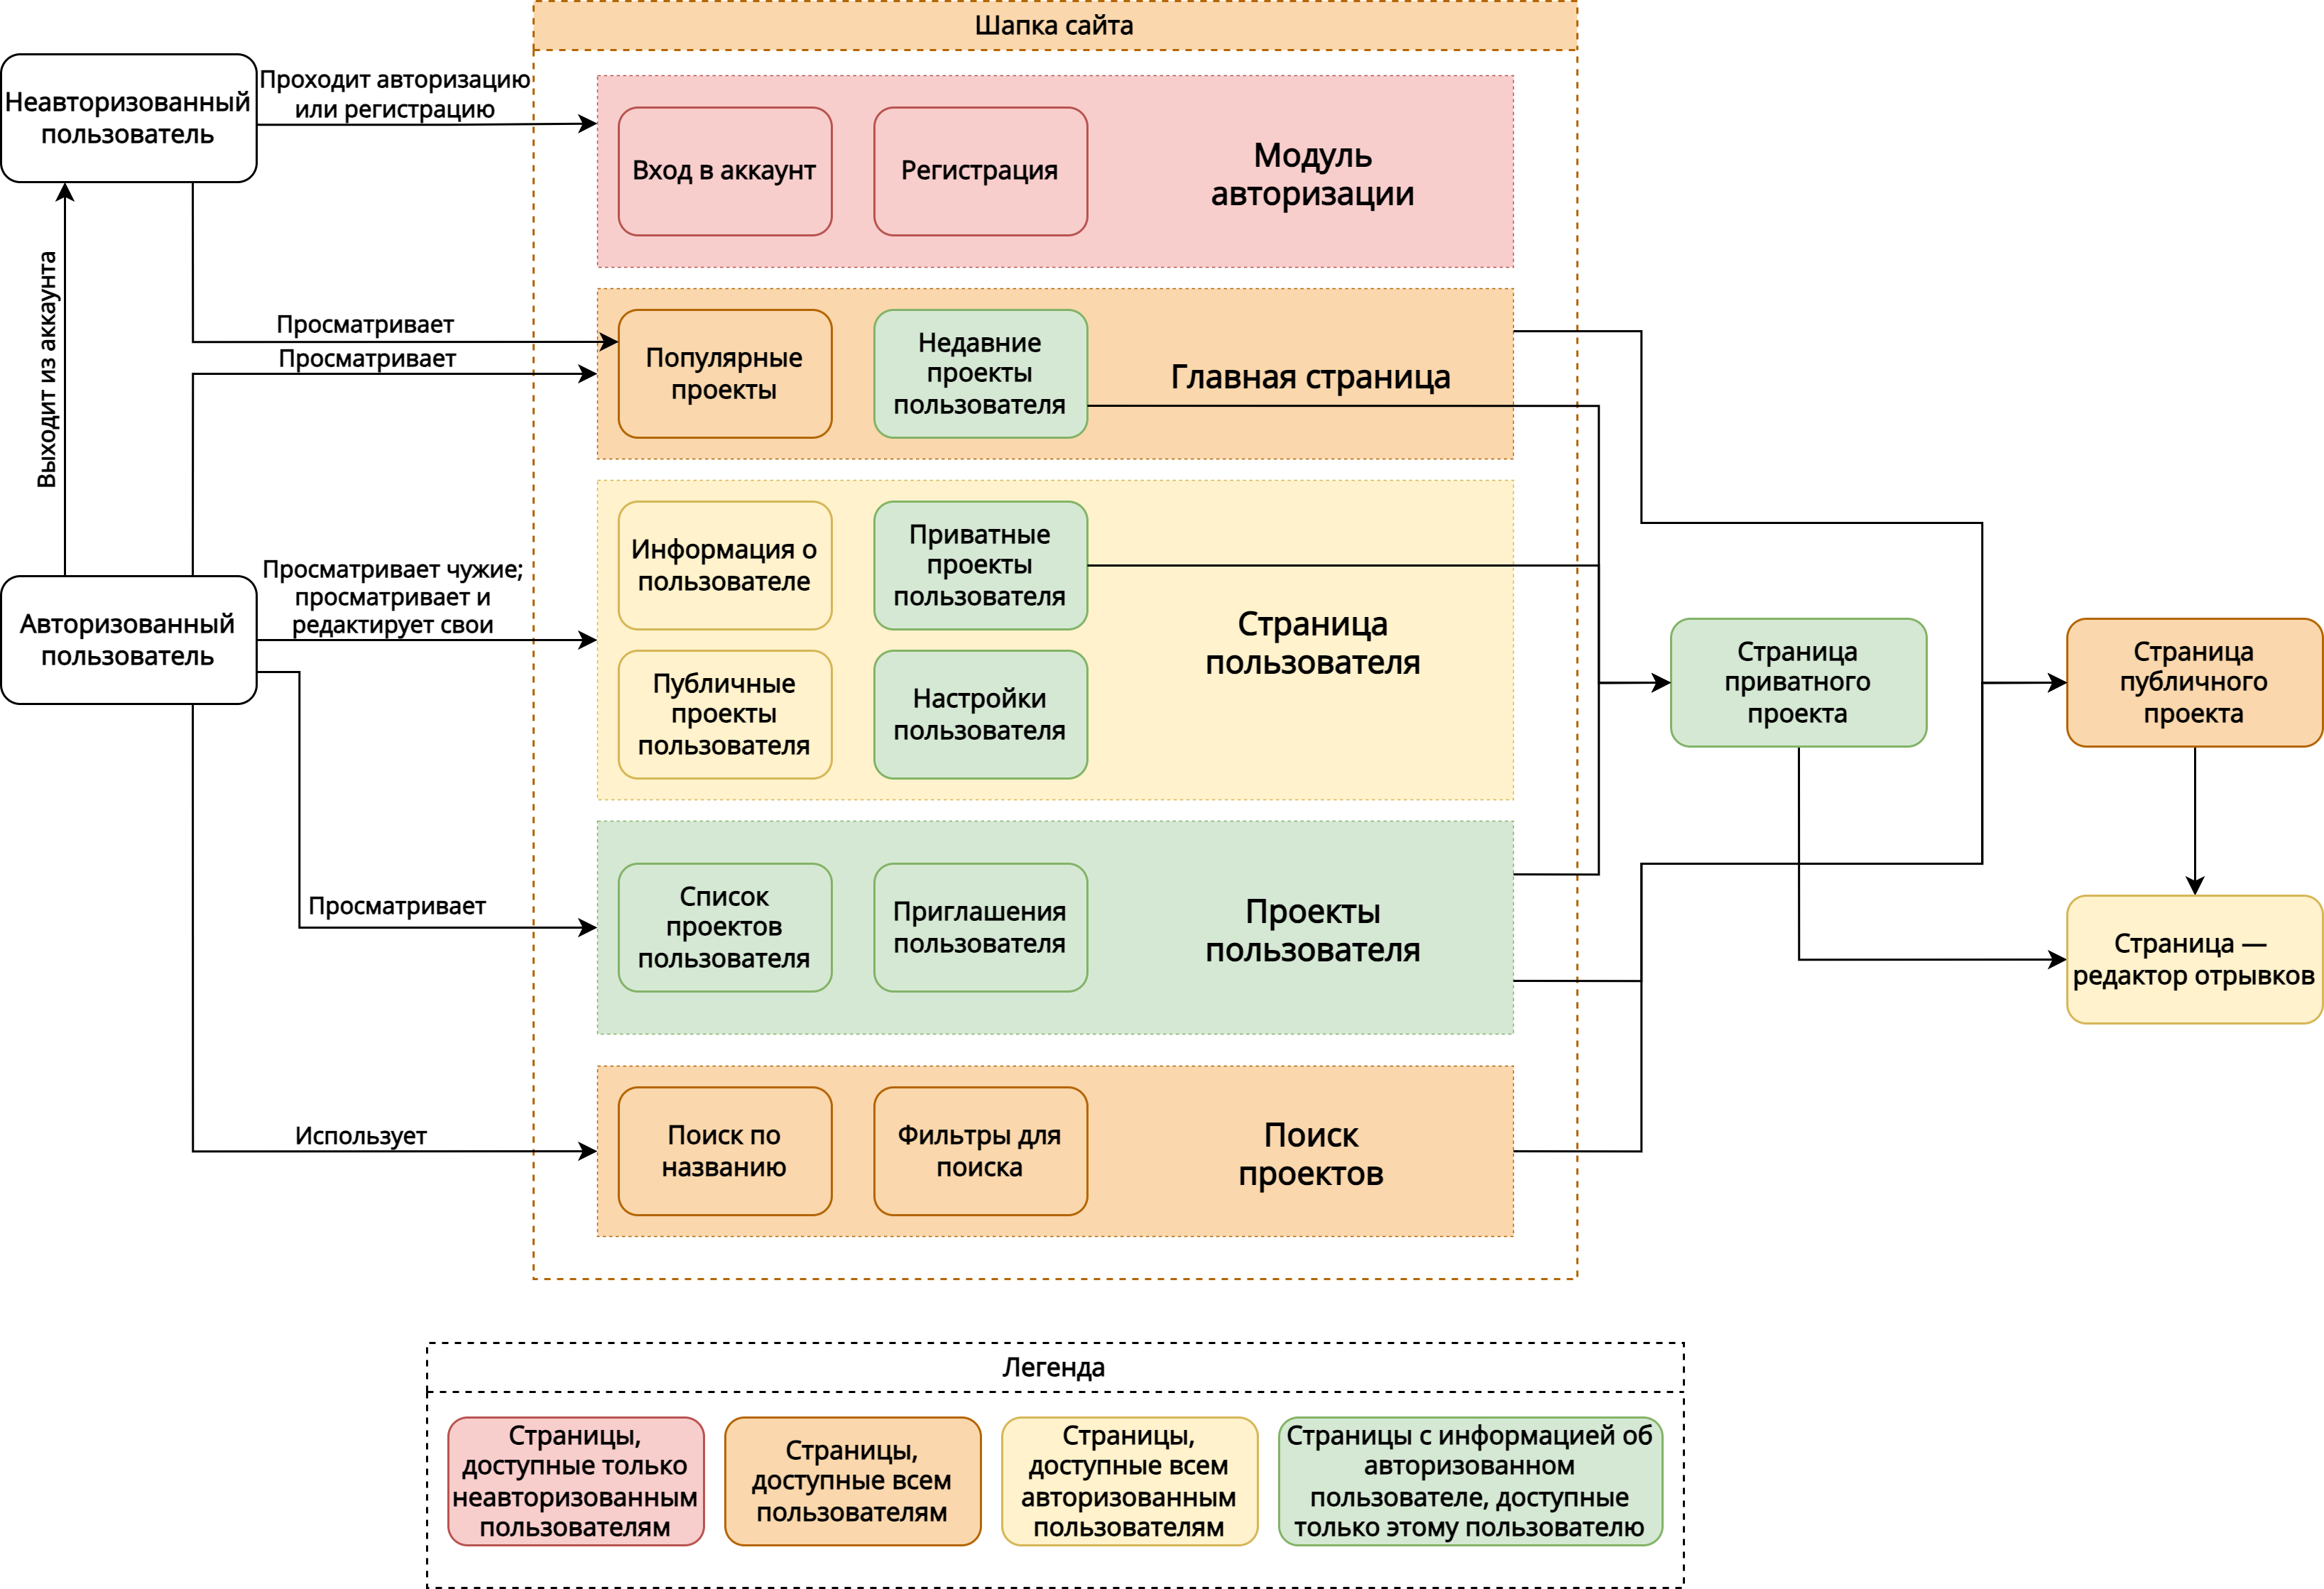 Шапка сайта
Неавторизованный
пользователь
Проходит авторизацию
или регистрацию
Вход в аккаунт
Регистрация
Модуль
авторизации
Выходит из аккаунта
Просматривает
Просматривает
Популярные
проекты
Недавние
проекты
пользователя
Главная страница
Авторизованный
пользователь
Просматривает чужие;
просматривает и
редактирует свои
Информация о
пользователе
Приватные
проекты
пользователя
Публичные
проекты
пользователя
Настройки
пользователя
Страница
пользователя
Страница
приватного
проекта
Страница
публичного
проекта
Просматривает
Список
проектов
пользователя
Приглашения
пользователя
Проекты
пользователя
Страница —
редактор отрывков
Использует
Поиск по
названию
Фильтры для
поиска
Поиск
проектов
Легенда
Страницы,
доступные только
неавторизованным
пользователям
Страницы,
доступные всем
пользователям
Страницы,
доступные всем
авторизованным
пользователям
Страницы с информацией об
авторизованном
пользователе, доступные
только этому пользователю